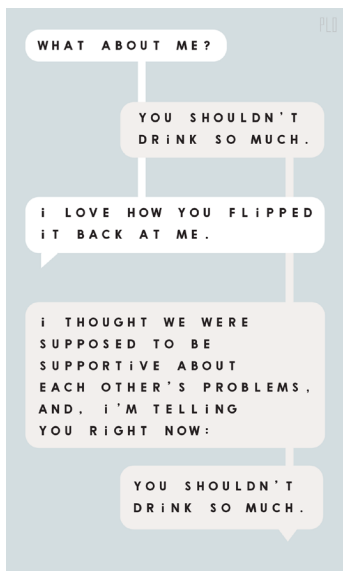 PLD
WHAT ABOUT ME?
YOU SHOULDN'T
DRiNK SO MUCH.
i LOVE HOW YOU FLiPPED
iT BACK AT ME.
i THOUGHT WE WERE
SUPPOSED TO BE
SUPPORTiVE ABOUT
EACH OTHER'S PROBLEMS,
AND, i'M TELLiNG
YOU RiGHT NOW:
YOU SHOULDN'T
DRiNK SO MUCH.